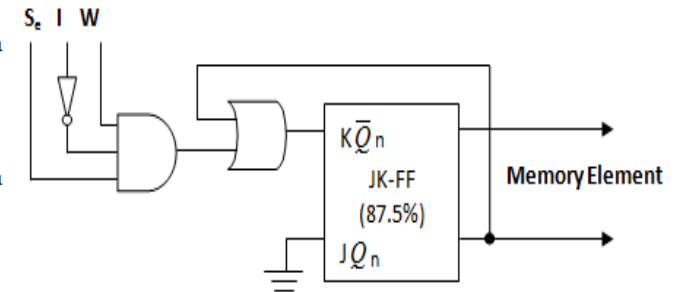 Se I W
KQ̅n
JK-FF
(87.5%)
JQn
Memory Element